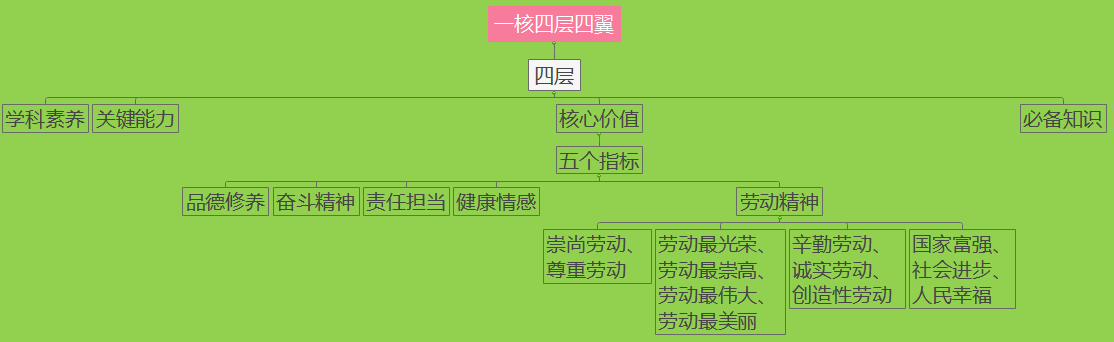 一核四层四翼
四层
学科素养
关键能力
核心价值
必备知识
五个指标
品德修养
奋斗精神
责任担当
健康情感
劳动精神
崇尚劳动、
尊重劳动
劳动最光荣、
劳动最崇高、
劳动最伟大、
劳动最美丽
辛勤劳动、
诚实劳动、
创造性劳动
国家富强、
社会进步、
人民幸福